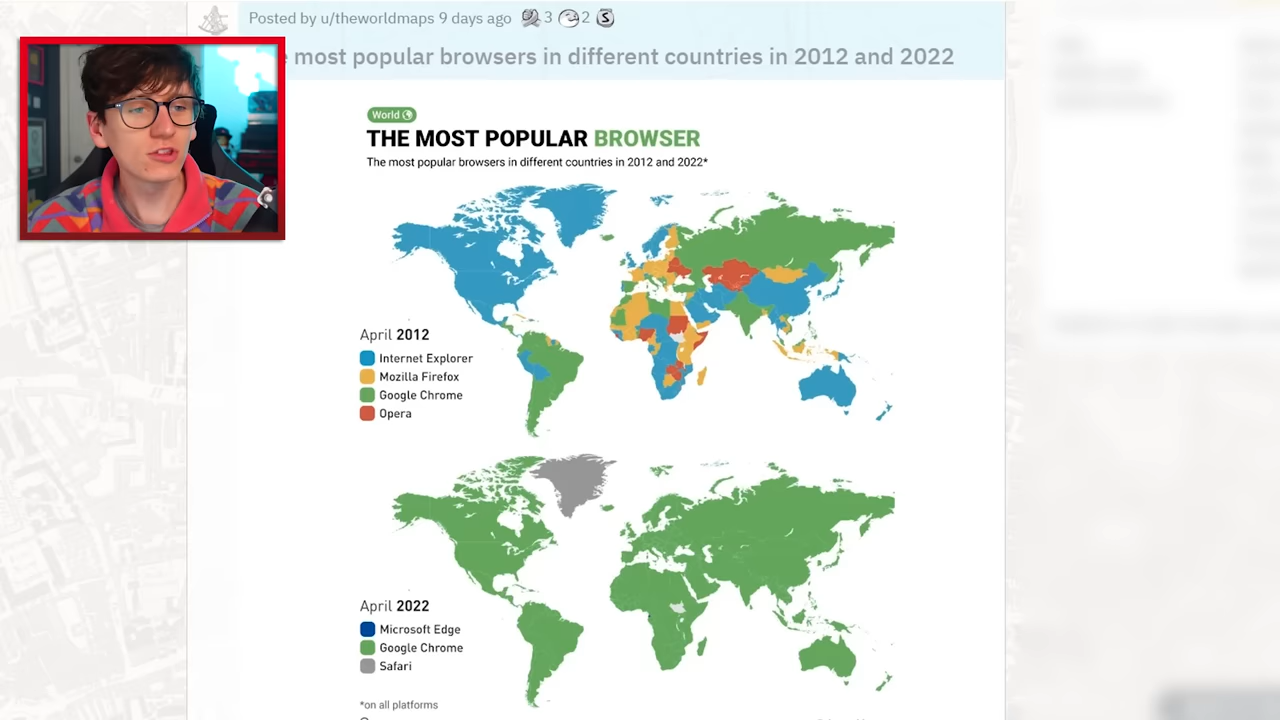 Posted by u/theworldmaps 9 days ago 3 2 S
most popular browsers in different countries in 2012 and 2022
World
THE MOST POPULAR BROWSER
The most popular browsers in different countries in 2012 and 2022*
April 2012
Internet Explorer
Mozilla Firefox
Google Chrome
Opera
April 2022
Microsoft Edge
Google Chrome
Safari
*on all platforms